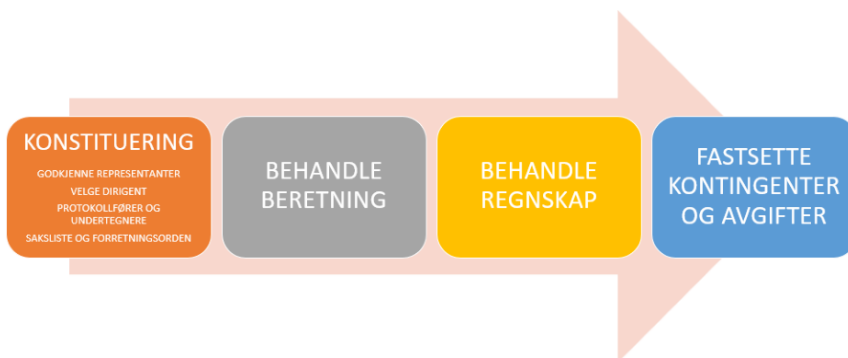 KONSTITUERING
GODKJENNE REPRESENTANTER
VELGE DIRIGENT
PROTOKOLLFØRER OG
UNDERTEGNERE
SAKSLISTE OG FORRETNINGSORDEN
BEHANDLE
BERETNING
BEHANDLE
REGNSKAP
FASTSETTE
KONTINGENTER
OG AVGIFTER